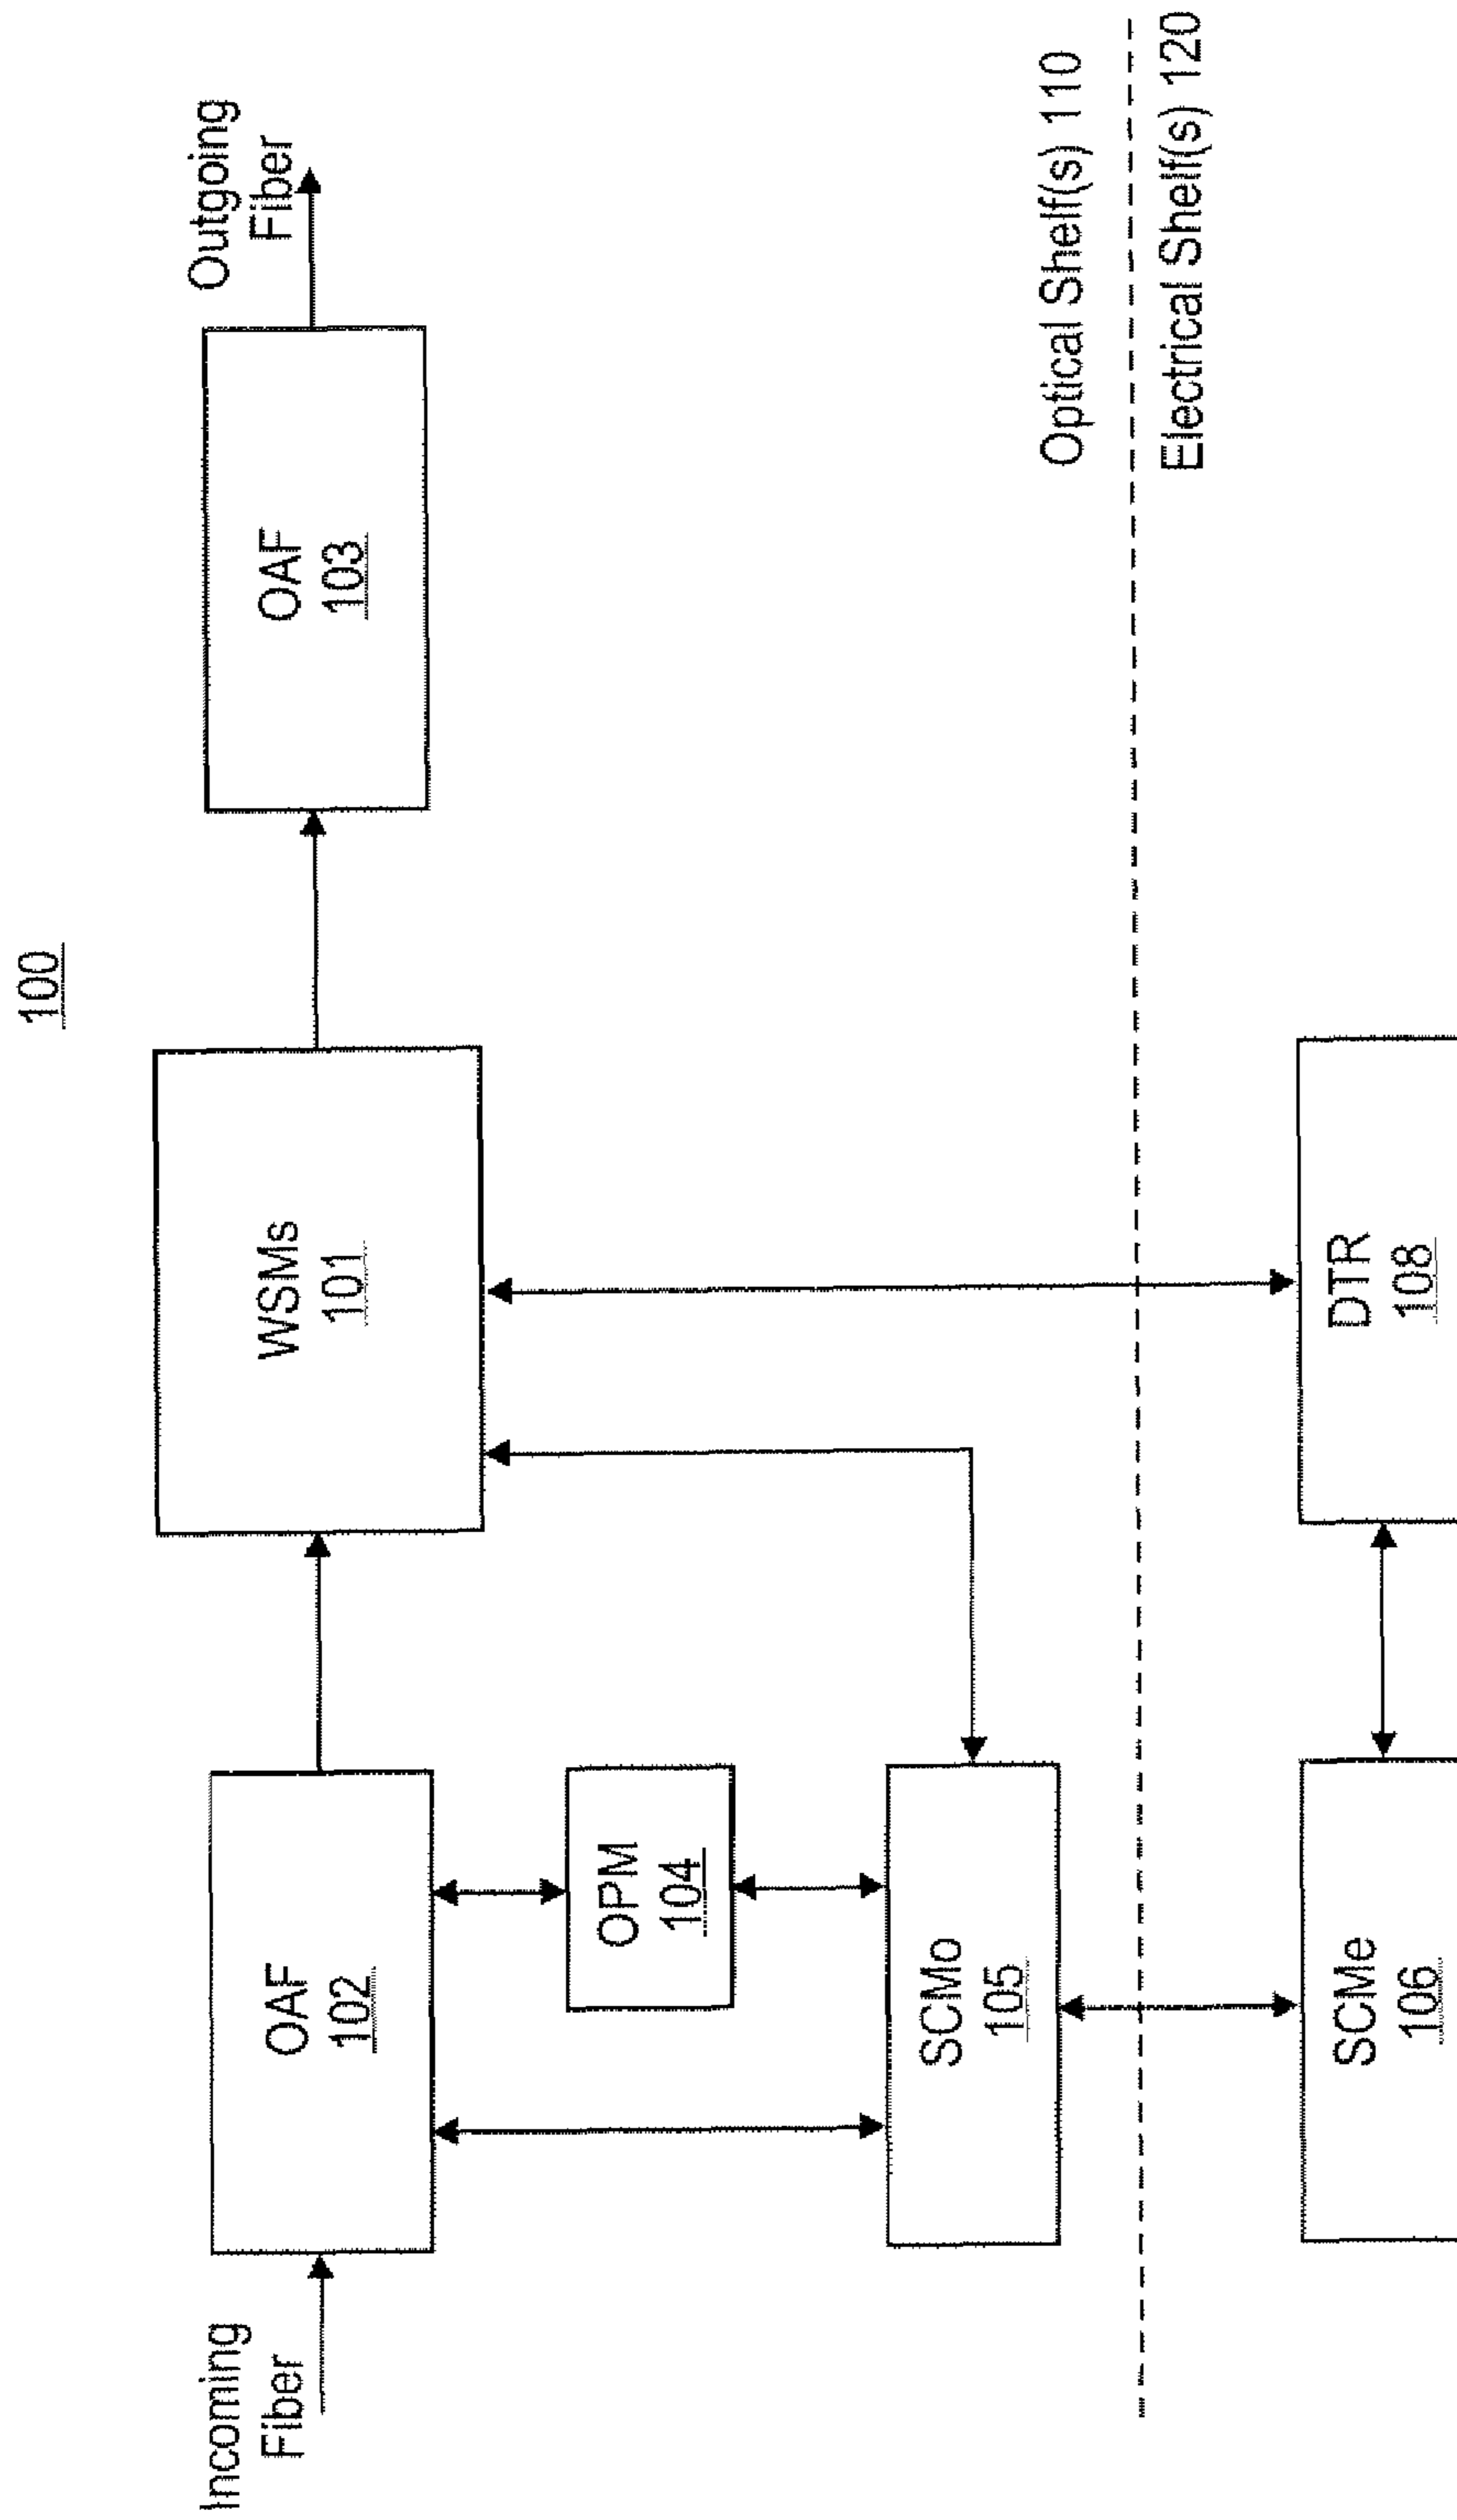 100
Incoming
Fiber
OAF
102
WSMs
101
OAF
103
Outgoing
Fiber
OPM
104
SCMo
105
Optical Shelf(s) 110
Electrical Shelf(s) 120
SCMe
106
DTR
108